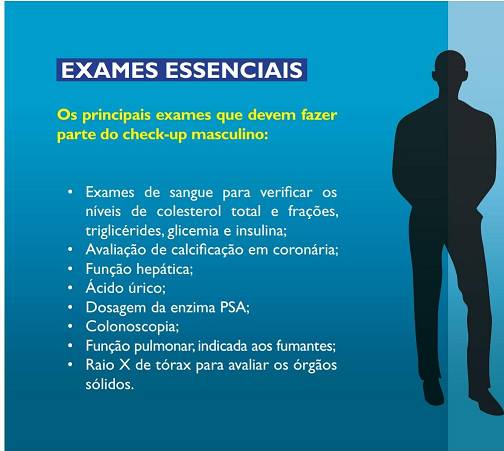 EXAMES ESSENCIAIS
Os principais exames que devem fazer
parte do check-up masculino:
• Exames de sangue para verificar os
níveis de colesterol total e frações,
triglicérides, glicemia e insulina;
• Avaliação de calcificação em coronária;
• Função hepática;
• Ácido úrico;
• Dosagem da enzima PSA;
• Colonoscopia;
• Função pulmonar, indicada aos fumantes;
• Raio X de tórax para avaliar os órgãos
sólidos.